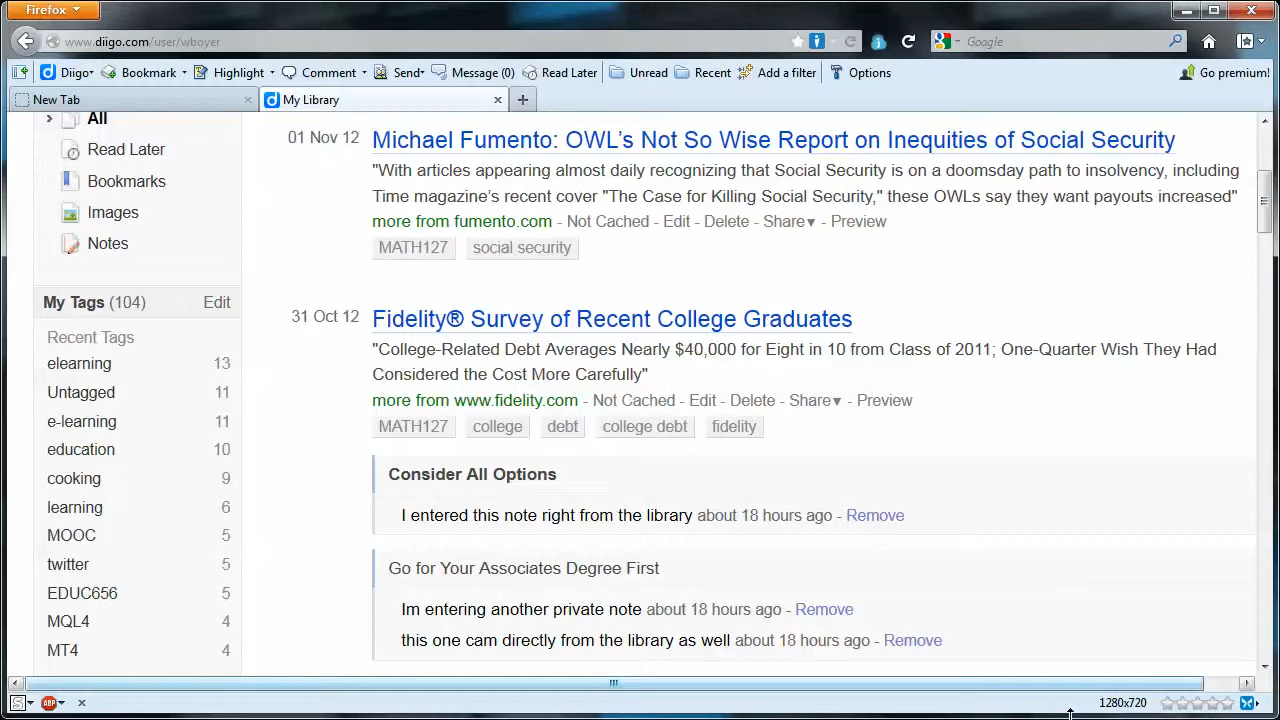 Firefox
www.diigo.com/user/wboyer
Google
Diigo Bookmark Highlight Comment Send Message (0) Read Later Unread Recent Add a filter Options Go premium!
New Tab
My Library
All
Read Later
Bookmarks
Images
Notes
My Tags (104) Edit
Recent Tags
elearning 13
Untagged 11
e-learning 11
education 10
cooking 9
learning 6
MOOC 5
twitter 5
EDUC656 5
MQL4 4
MT4 4
01 Nov 12
Michael Fumento: OWL’s Not So Wise Report on Inequities of Social Security
"With articles appearing almost daily recognizing that Social Security is on a doomsday path to insolvency, including
Time magazine’s recent cover "The Case for Killing Social Security," these OWLs say they want payouts increased"
more from fumento.com - Not Cached - Edit - Delete - Share▾ - Preview
MATH127 social security
31 Oct 12
Fidelity® Survey of Recent College Graduates
"College-Related Debt Averages Nearly $40,000 for Eight in 10 from Class of 2011; One-Quarter Wish They Had
Considered the Cost More Carefully"
more from www.fidelity.com - Not Cached - Edit - Delete - Share▾ - Preview
MATH127 college debt college debt fidelity
Consider All Options
I entered this note right from the library about 18 hours ago - Remove
Go for Your Associates Degree First
Im entering another private note about 18 hours ago - Remove
this one cam directly from the library as well about 18 hours ago - Remove
S ABP × 1280x720